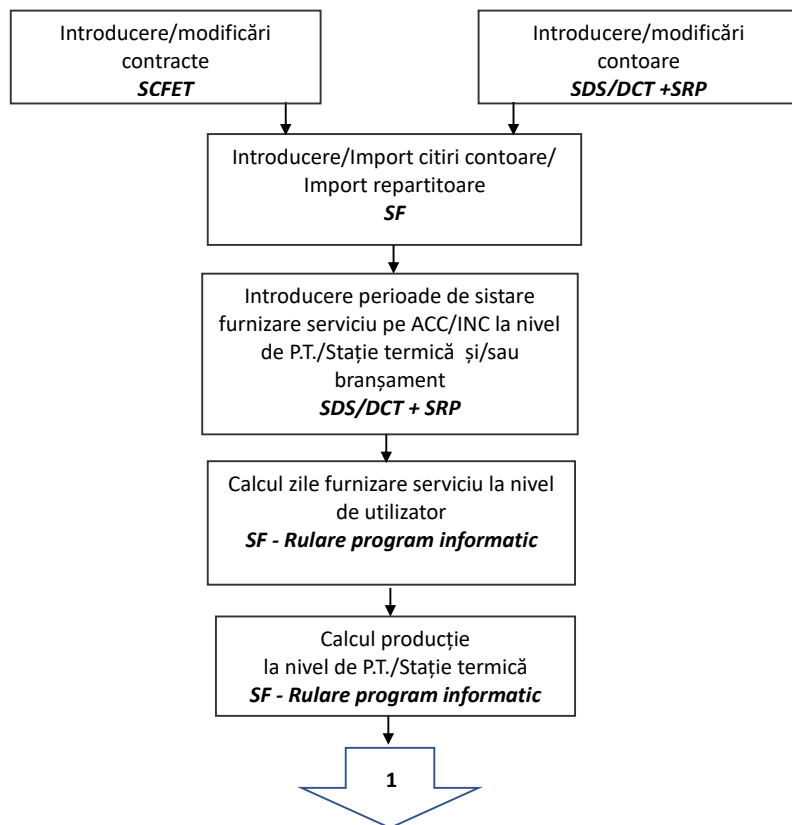 Introducere/modificări
contracte
SCFET
Introducere/modificări
contoare
SDS/DCT +SRP
Introducere/Import citiri contoare/
Import repartitoare
SF
Introducere perioade de sistare
furnizare serviciu pe ACC/INC la nivel
de P.T./Stație termică și/sau
branșament
SDS/DCT + SRP
Calcul zile furnizare serviciu la nivel
de utilizator
SF - Rulare program informatic
Calcul producție
la nivel de P.T./Stație termică
SF - Rulare program informatic
1